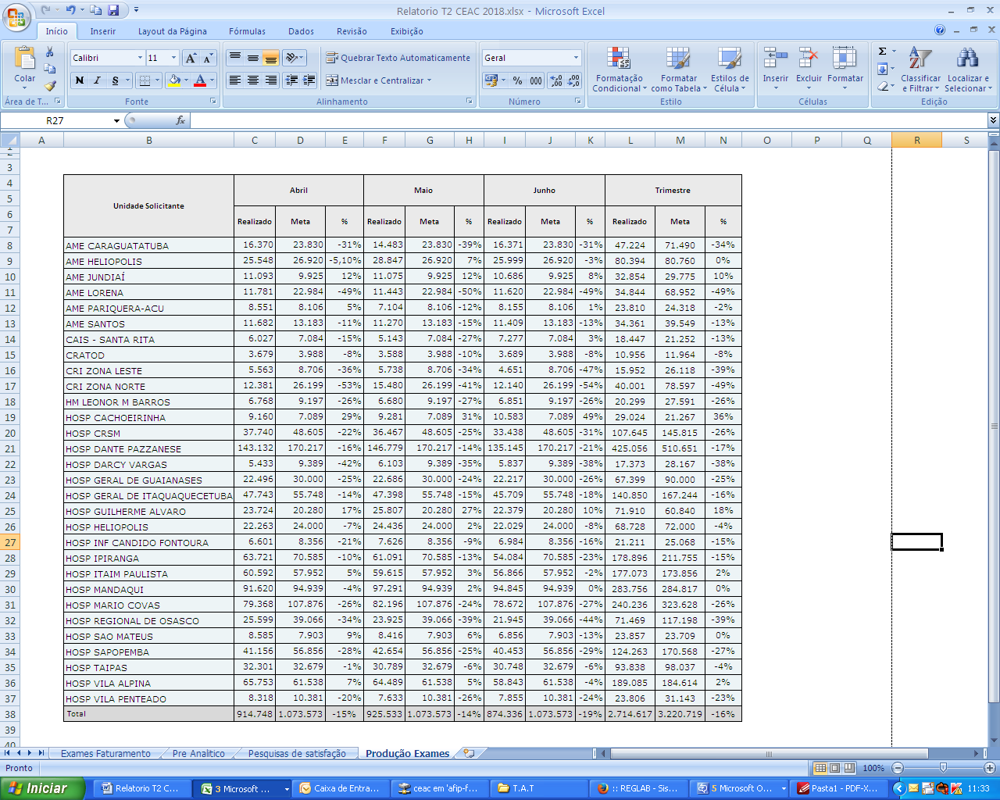 Relatorio T2 CEAC 2018.xlsx - Microsoft Excel
Início Inserir Layout da Página Fórmulas Dados Revisão Exibição
Colar Calibri 11 Quebrar Texto Automaticamente Geral
N I S Mesclar e Centralizar % 000
Formatação Condicional Formatar como Tabela Estilos de Célula Inserir Excluir Formatar Σ Classificar e Filtrar Localizar e Selecionar
Área de T... Fonte Alinhamento Número Estilo Células Edição
R27 fx
A B C D E F G H I J K L M N O P Q R S
1
2
3
4 Unidade Solicitante Abril Maio Junho Trimestre
5
6 Realizado Meta % Realizado Meta % Realizado Meta % Realizado Meta %
7
8 AME CARAGUATATUBA 16.370 23.830 -31% 14.483 23.830 -39% 16.371 23.830 -31% 47.224 71.490 -34%
9 AME HELIOPOLIS 25.548 26.920 -5,10% 28.847 26.920 7% 25.999 26.920 -3% 80.394 80.760 0%
10 AME JUNDIAÍ 11.093 9.925 12% 11.075 9.925 12% 10.686 9.925 8% 32.854 29.775 10%
11 AME LORENA 11.781 22.984 -49% 11.443 22.984 -50% 11.620 22.984 -49% 34.844 68.952 -49%
12 AME PARIQUERA-ACU 8.551 8.106 5% 7.104 8.106 -12% 8.155 8.106 1% 23.810 24.318 -2%
13 AME SANTOS 11.682 13.183 -11% 11.270 13.183 -15% 11.409 13.183 -13% 34.361 39.549 -13%
14 CAIS - SANTA RITA 6.027 7.084 -15% 5.143 7.084 -27% 7.277 7.084 3% 18.447 21.252 -13%
15 CRATOD 3.679 3.988 -8% 3.588 3.988 -10% 3.689 3.988 -8% 10.956 11.964 -8%
16 CRI ZONA LESTE 5.563 8.706 -36% 5.738 8.706 -34% 4.651 8.706 -47% 15.952 26.118 -39%
17 CRI ZONA NORTE 12.381 26.199 -53% 15.480 26.199 -41% 12.140 26.199 -54% 40.001 78.597 -49%
18 HM LEONOR M BARROS 6.768 9.197 -26% 6.680 9.197 -27% 6.851 9.197 -26% 20.299 27.591 -26%
19 HOSP CACHOEIRINHA 9.160 7.089 29% 9.281 7.089 31% 10.583 7.089 49% 29.024 21.267 36%
20 HOSP CRSM 37.740 48.605 -22% 36.467 48.605 -25% 33.438 48.605 -31% 107.645 145.815 -26%
21 HOSP DANTE PAZZANESE 143.132 170.217 -16% 146.779 170.217 -14% 135.145 170.217 -21% 425.056 510.651 -17%
22 HOSP DARCY VARGAS 5.433 9.389 -42% 6.103 9.389 -35% 5.837 9.389 -38% 17.373 28.167 -38%
23 HOSP GERAL DE GUAIANASES 22.496 30.000 -25% 22.686 30.000 -24% 22.217 30.000 -26% 67.399 90.000 -25%
24 HOSP GERAL DE ITAQUAQUECETUBA 47.743 55.748 -14% 47.398 55.748 -15% 45.709 55.748 -18% 140.850 167.244 -16%
25 HOSP GUILHERME ALVARO 23.724 20.280 17% 25.807 20.280 27% 22.379 20.280 10% 71.910 60.840 18%
26 HOSP HELIOPOLIS 22.263 24.000 -7% 24.436 24.000 2% 22.029 24.000 -8% 68.728 72.000 -4%
27 HOSP INF CANDIDO FONTOURA 6.601 8.356 -21% 7.626 8.356 -9% 6.984 8.356 -16% 21.211 25.068 -15%
28 HOSP IPIRANGA 63.721 70.585 -10% 61.091 70.585 -13% 54.084 70.585 -23% 178.896 211.755 -15%
29 HOSP ITAIM PAULISTA 60.592 57.952 5% 59.615 57.952 3% 56.866 57.952 -2% 177.073 173.856 2%
30 HOSP MANDAQUI 91.620 94.939 -4% 97.291 94.939 2% 94.845 94.939 0% 283.756 284.817 0%
31 HOSP MARIO COVAS 79.368 107.876 -26% 82.196 107.876 -24% 78.672 107.876 -27% 240.236 323.628 -26%
32 HOSP REGIONAL DE OSASCO 25.599 39.066 -34% 23.925 39.066 -39% 21.945 39.066 -44% 71.469 117.198 -39%
33 HOSP SAO MATEUS 8.585 7.903 9% 8.416 7.903 6% 6.856 7.903 -13% 23.857 23.709 0%
34 HOSP SAPOPEMBA 41.156 56.856 -28% 42.654 56.856 -25% 40.453 56.856 -29% 124.263 170.568 -27%
35 HOSP TAIPAS 32.301 32.679 -1% 30.789 32.679 -6% 30.748 32.679 -6% 93.838 98.037 -4%
36 HOSP VILA ALPINA 65.753 61.538 7% 64.489 61.538 5% 58.843 61.538 -4% 189.085 184.614 2%
37 HOSP VILA PENTEADO 8.318 10.381 -20% 7.633 10.381 -26% 7.855 10.381 -24% 23.806 31.143 -23%
38 Total 914.748 1.073.573 -15% 925.533 1.073.573 -14% 874.336 1.073.573 -19% 2.714.617 3.220.719 -16%
39
40
Exames Faturamento Pre Analitico Pesquisas de satisfação Produção Exames
Pronto 100%
Iniciar Relatorio T2 C... 3 Microsoft ... Caixa de Entra... ceac em 'afip-f... T.A.T :: REGLAB - Sis... 5 Microsoft O... Pasta1 - PDF-X... 11:33